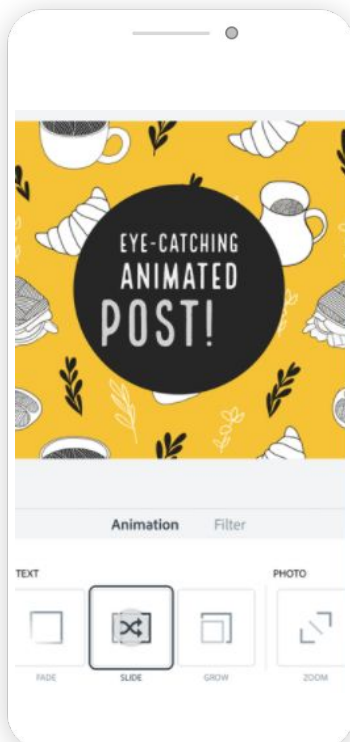 EYE-CATCHING
ANIMATED
POST!
Animation Filter
TEXT PHOTO
FADE SLIDE GROW ZOOM